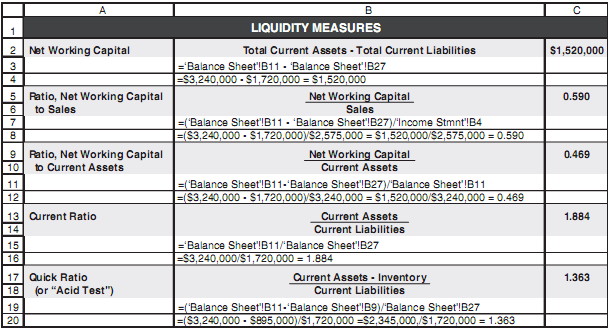 A B C
1 LIQUIDITY MEASURES
2 Net Working Capital Total Current Assets - Total Current Liabilities $1,520,000
3 ='Balance Sheet'!B11 - 'Balance Sheet'!B27
4 =$3,240,000 - $1,720,000 = $1,520,000
5 Ratio, Net Working Capital Net Working Capital 0.590
6 to Sales Sales
7 =('Balance Sheet'!B11 - 'Balance Sheet'!B27)/'Income Stmnt'!B4
8 =($3,240,000 - $1,720,000)/$2,575,000 = $1,520,000/$2,575,000 = 0.590
9 Ratio, Net Working Capital Net Working Capital 0.469
10 to Current Assets Current Assets
11 =('Balance Sheet'!B11-'Balance Sheet'!B27)/'Balance Sheet'!B11
12 =($3,240,000 - $1,720,000)/$3,240,000 = $1,520,000/$3,240,000 = 0.469
13 Current Ratio Current Assets 1.884
14 Current Liabilities
15 ='Balance Sheet'!B11/'Balance Sheet'!B27
16 =$3,240,000/$1,720,000 = 1.884
17 Quick Ratio Current Assets - Inventory 1.363
18 (or "Acid Test") Current Liabilities
19 =('Balance Sheet'!B11-'Balance Sheet'!B9)/'Balance Sheet'!B27
20 =($3,240,000 - $895,000)/$1,720,000 =$2,345,000/$1,720,000 = 1.363